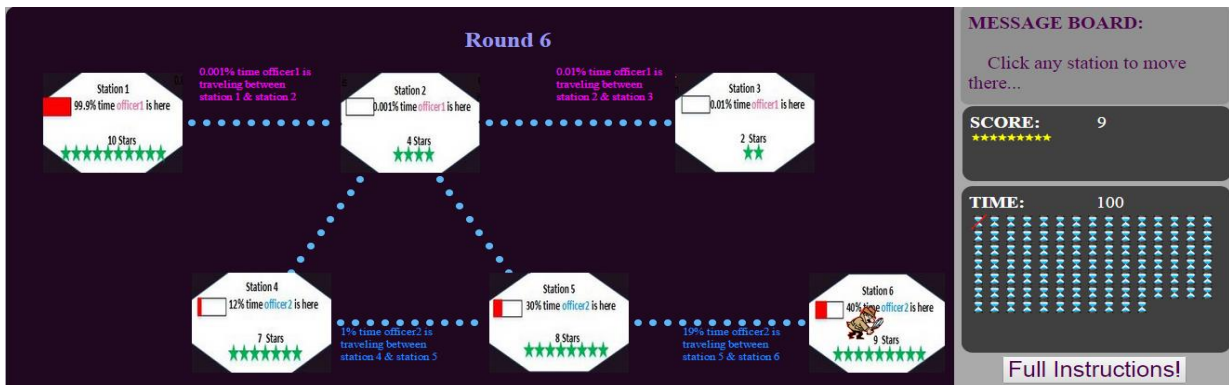 Round 6
MESSAGE BOARD:
Click any station to move
there...
SCORE: 9
TIME: 100
Full Instructions!
0.001% time officer1 is
traveling between
station 1 & station 2
0.01% time officer1 is
traveling between
station 2 & station 3
Station 1
99.9% time officer1 is here
10 Stars
Station 2
0.001% time officer1 is here
4 Stars
Station 3
0.01% time officer1 is here
2 Stars
Station 4
12% time officer2 is here
7 Stars
1% time officer2 is
traveling between
station 4 & station 5
Station 5
30% time officer2 is here
8 Stars
19% time officer2 is
traveling between
station 5 & station 6
Station 6
40% time officer2 is here
9 Stars